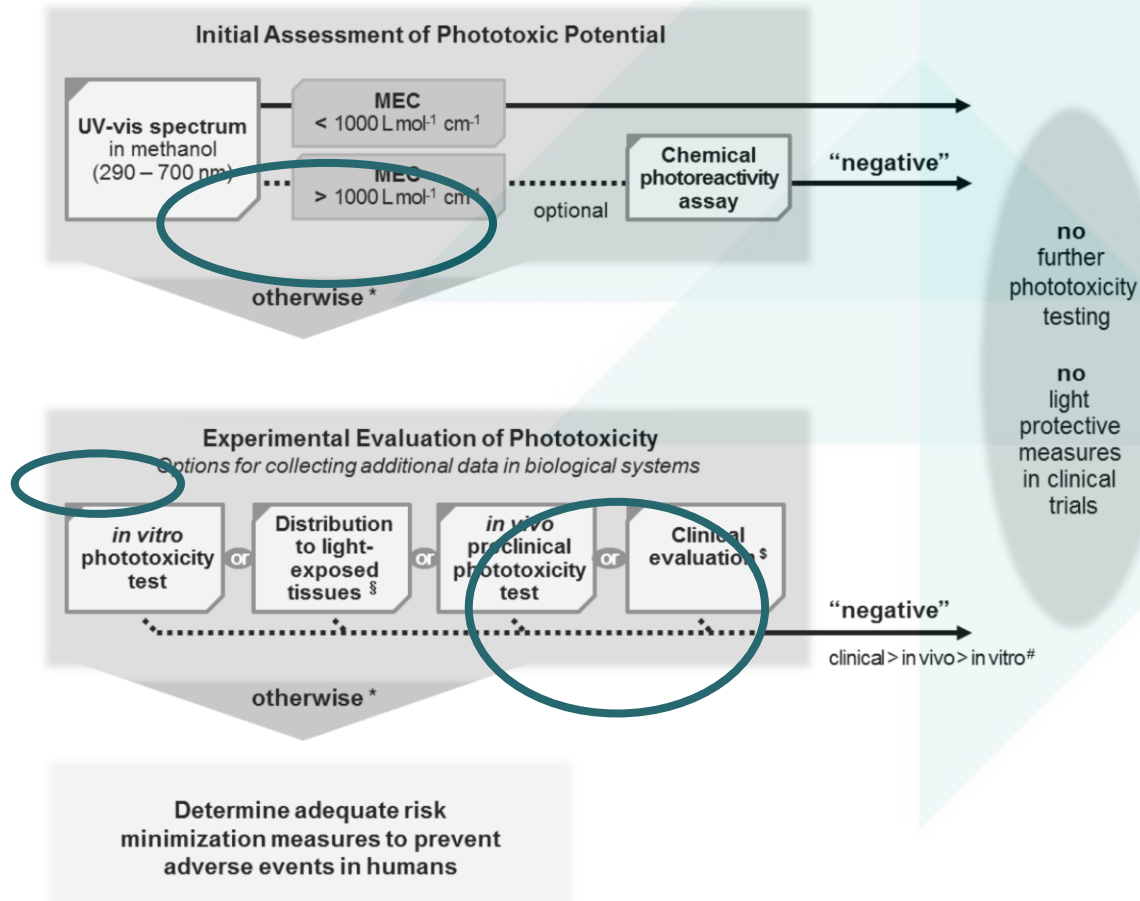 Initial Assessment of Phototoxic Potential
UV-vis spectrum
in methanol
(290 – 700 nm)
MEC
< 1000 L mol-1 cm-1
MEC
> 1000 L mol-1 cm-1
optional
Chemical
photoreactivity
assay
“negative”
otherwise *
no
further
phototoxicity
testing
no
light
protective
measures
in clinical
trials
Experimental Evaluation of Phototoxicity
Options for collecting additional data in biological systems
in vitro
phototoxicity
test
or
Distribution
to light-
exposed
tissues §
or
in vivo
preclinical
phototoxicity
test
or
Clinical
evaluation $
“negative”
clinical > in vivo > in vitro#
otherwise *
Determine adequate risk
minimization measures to prevent
adverse events in humans